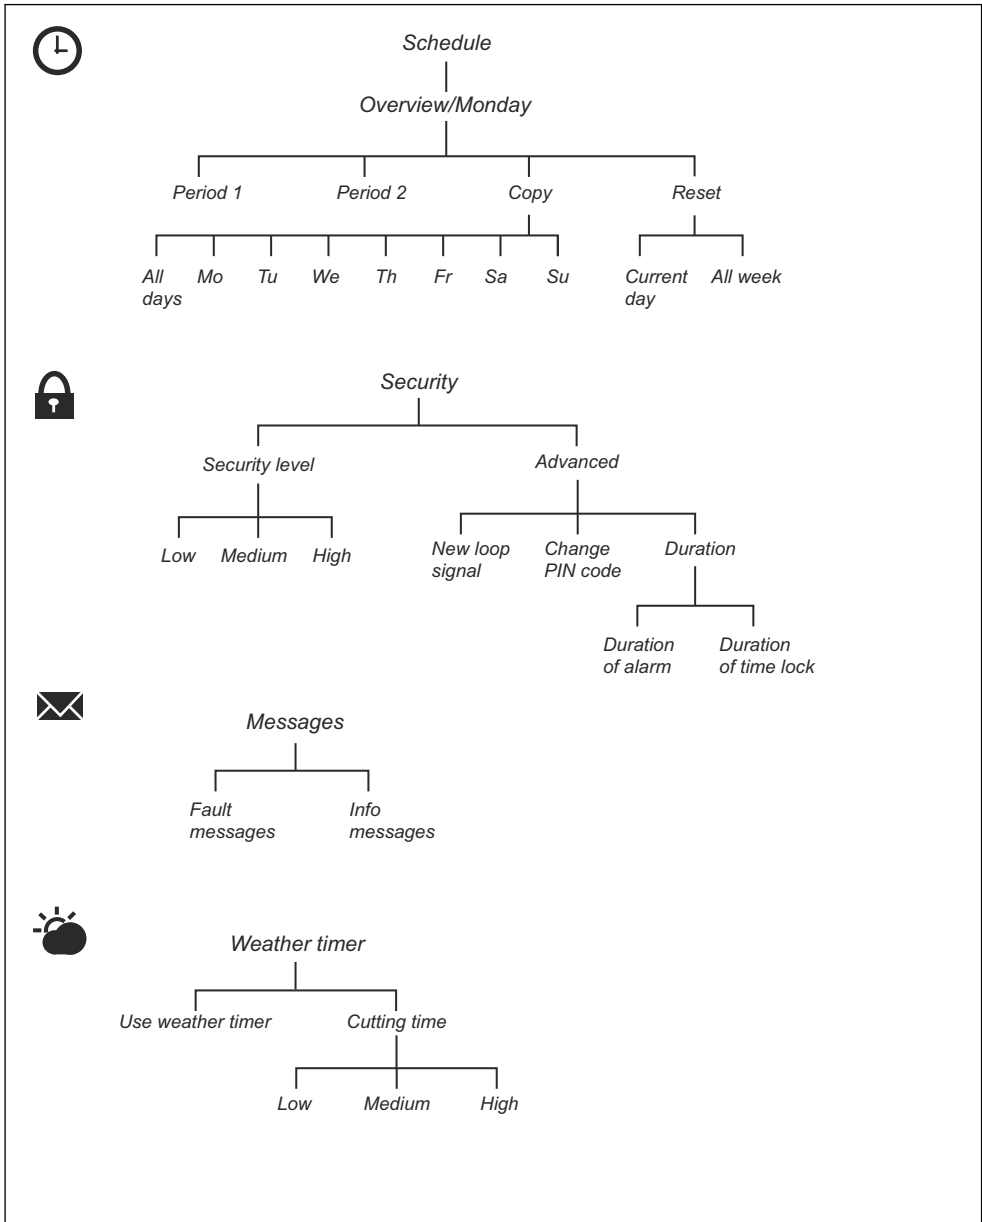 Schedule
Overview/Monday
Period 1 Period 2 Copy Reset
All Mo Tu We Th Fr Sa Su Current All week
days day
Security
Security level Advanced
Low Medium High New loop Change Duration
signal PIN code
Duration Duration
of alarm of time lock
Messages
Fault Info
messages messages
Weather timer
Use weather timer Cutting time
Low Medium High